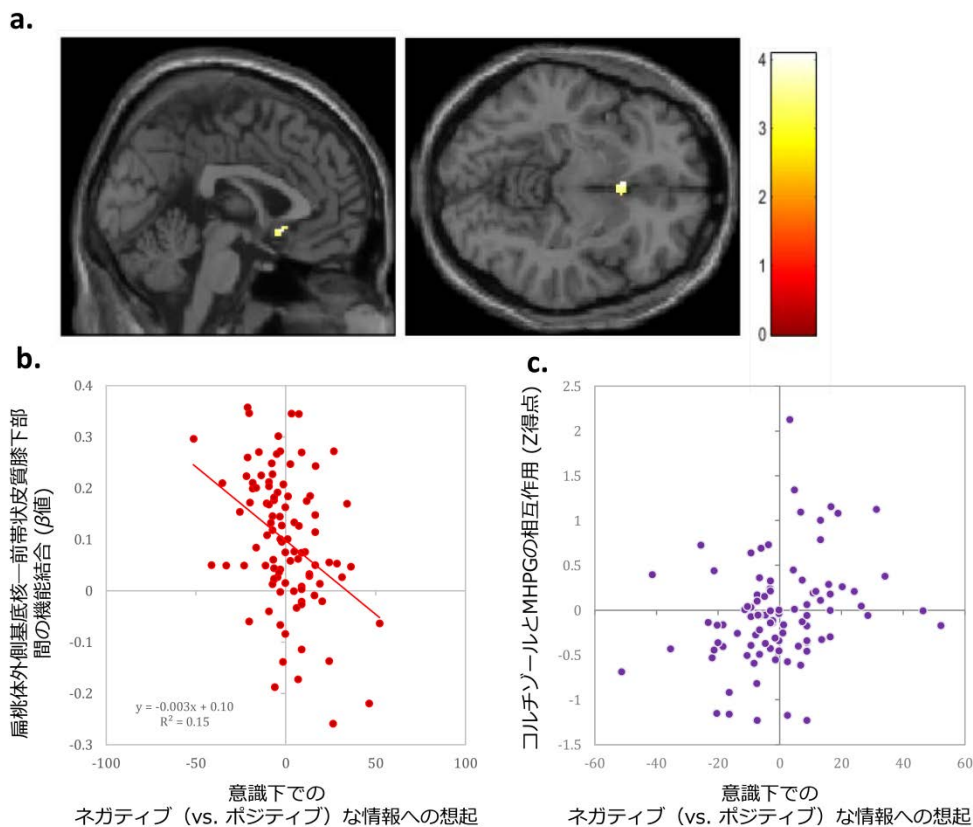 a.
4
3
2
1
0
b.
扁桃体外側基底核―前帯状皮質膝下部
間の機能結合 (β値)
0.4
0.3
0.2
0.1
0
-0.1
-0.2
-0.3
y = -0.003x + 0.10
R² = 0.15
-100
-50
0
50
100
意識下での
ネガティブ（vs. ポジティブ）な情報への想起
c.
コルチゾールとMHPGの相互作用 (Z得点)
2.5
2
1.5
1
0.5
0
-0.5
-1
-1.5
-60
-40
-20
0
20
40
60
意識下での
ネガティブ（vs. ポジティブ）な情報への想起